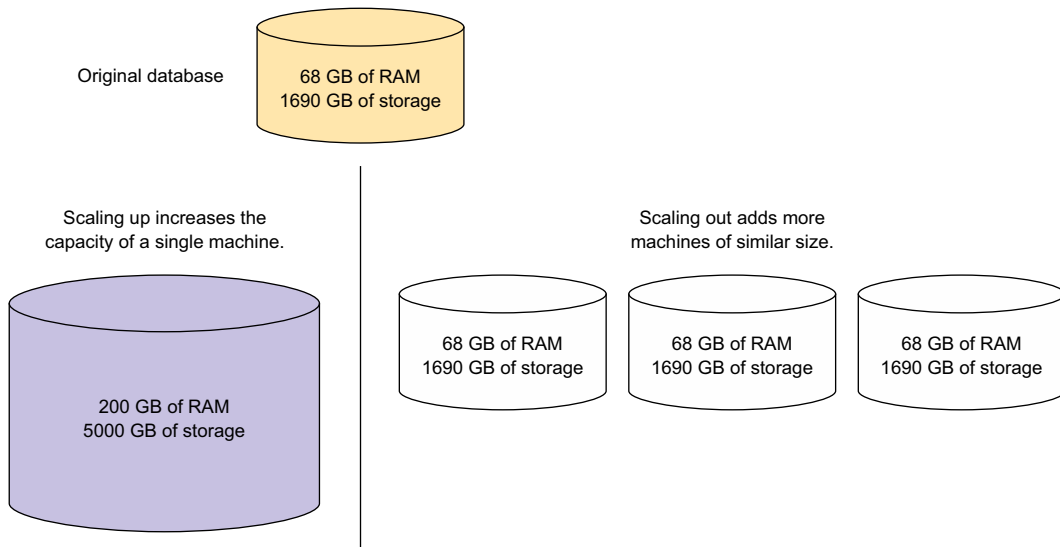 Original database
68 GB of RAM
1690 GB of storage
Scaling up increases the
capacity of a single machine.
200 GB of RAM
5000 GB of storage
Scaling out adds more
machines of similar size.
68 GB of RAM
1690 GB of storage
68 GB of RAM
1690 GB of storage
68 GB of RAM
1690 GB of storage